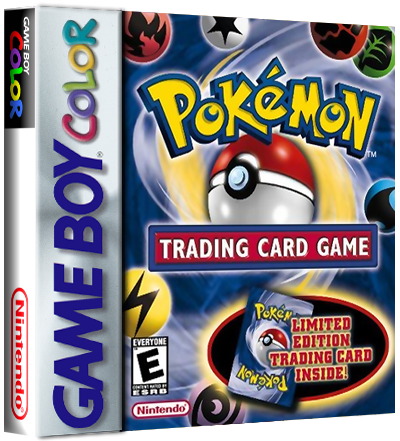 GAME BOY
COLOR
Nintendo
GAME BOY COLOR
POKéMON
TM
TRADING CARD GAME
EVERYONE
E
CONTENT RATED BY
ESRB
Nintendo
Pokémon
LIMITED
EDITION
TRADING CARD
INSIDE!
Pokémon